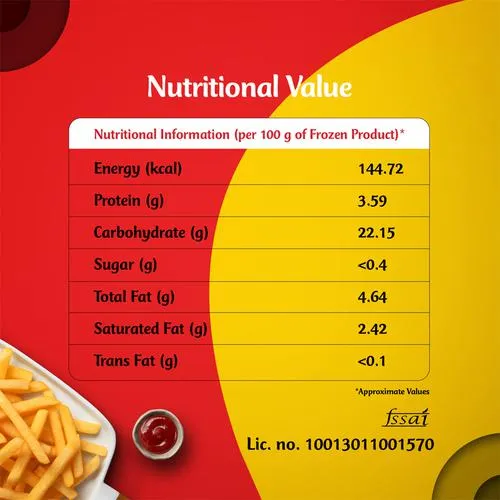 Nutritional Value
Nutritional Information (per 100 g of Frozen Product)*
Energy (kcal) 144.72
Protein (g) 3.59
Carbohydrate (g) 22.15
Sugar (g) <0.4
Total Fat (g) 4.64
Saturated Fat (g) 2.42
Trans Fat (g) <0.1
*Approximate Values
fssai
Lic. no. 10013011001570